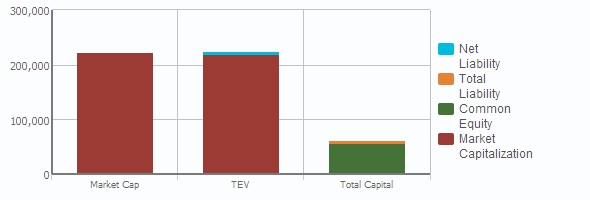 300,000
200,000
100,000
0
Market Cap
TEV
Total Capital
Net
Liability
Total
Liability
Common
Equity
Market
Capitalization